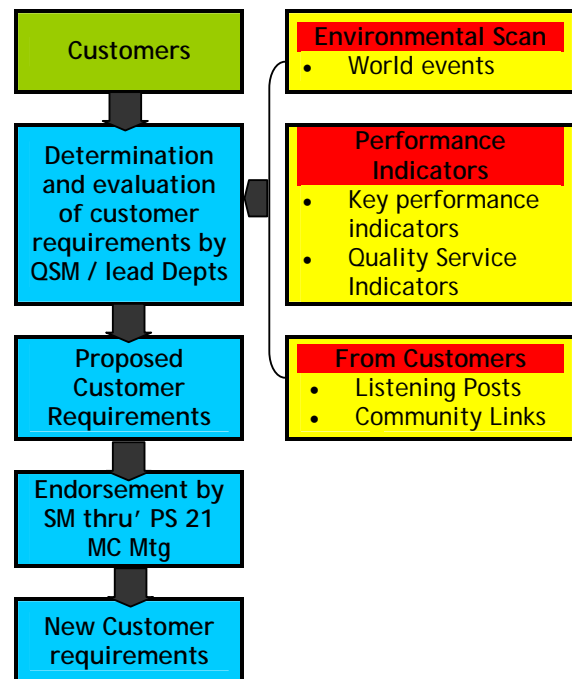 Customers
Determination
and evaluation
of customer
requirements by
QSM / lead Depts
Proposed
Customer
Requirements
Endorsement by
SM thru’ PS 21
MC Mtg
New Customer
requirements
Environmental Scan
• World events
Performance
Indicators
• Key performance
indicators
• Quality Service
Indicators
From Customers
• Listening Posts
• Community Links